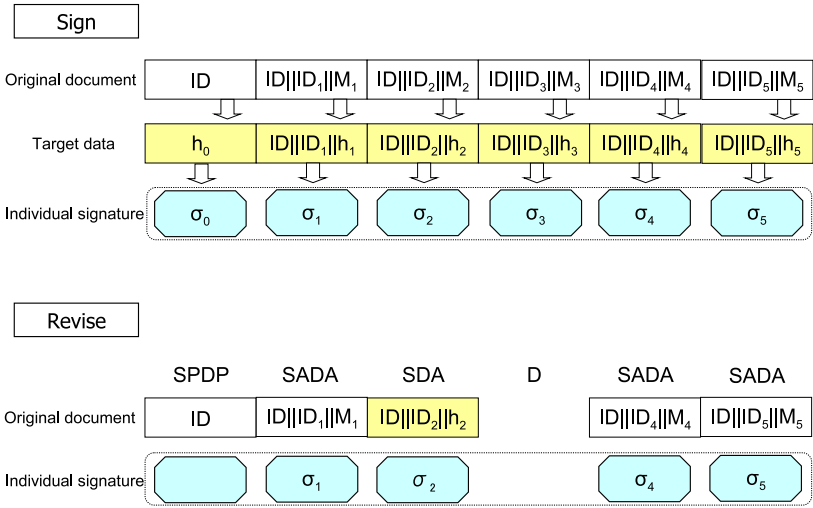 Sign
Original document ID ID||ID₁||M₁ ID||ID₂||M₂ ID||ID₃||M₃ ID||ID₄||M₄ ID||ID₅||M₅
Target data h₀ ID||ID₁||h₁ ID||ID₂||h₂ ID||ID₃||h₃ ID||ID₄||h₄ ID||ID₅||h₅
Individual signature σ₀ σ₁ σ₂ σ₃ σ₄ σ₅
Revise
SPDP SADA SDA D SADA SADA
Original document ID ID||ID₁||M₁ ID||ID₂||h₂ ID||ID₄||M₄ ID||ID₅||M₅
Individual signature σ₁ σ₂ σ₄ σ₅